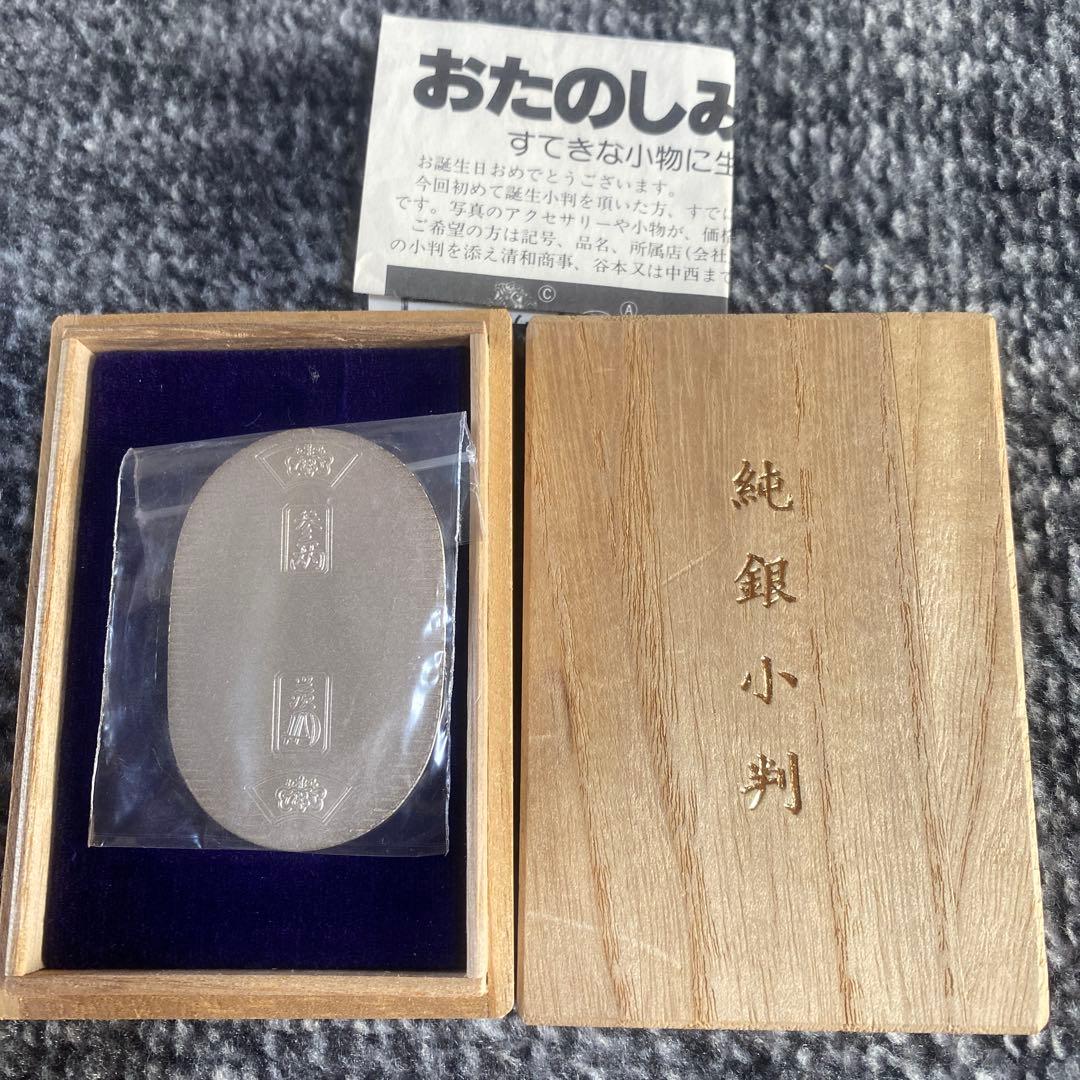 おたのしみ
すてきな小物に生
お誕生日おめでとうございます。
今回初めて誕生小判を頂いた方、すでに
です。写真のアクセサリーや小物が、価格
ご希望の方は記号、品名、所属店(会社
の小判を添え清和商事、谷本又は中西まで
©
A
純銀小判